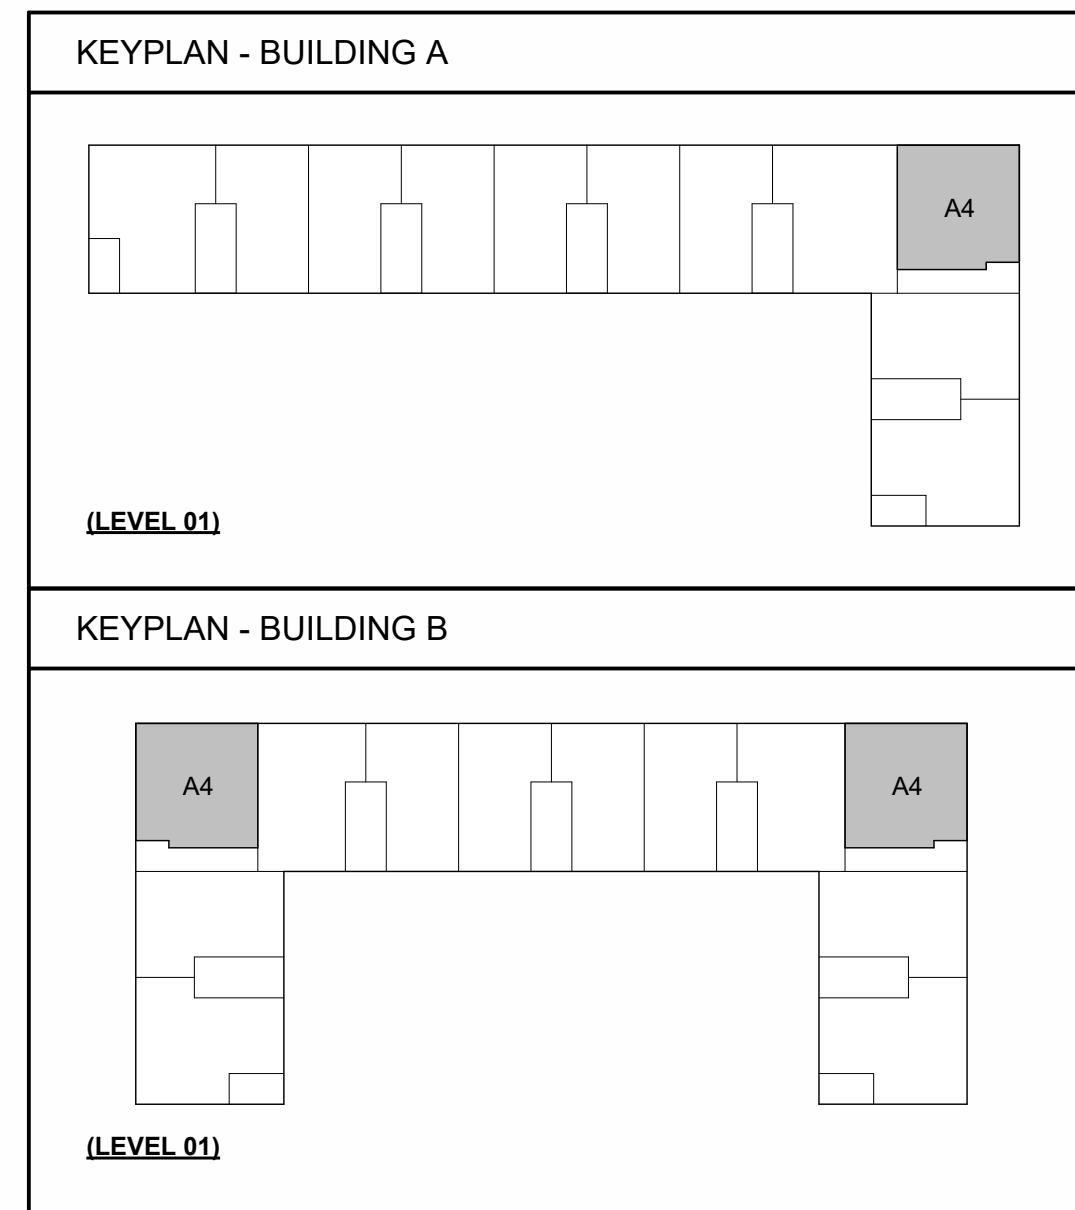 KEYPLAN - BUILDING A
A4
(LEVEL 01)
KEYPLAN - BUILDING B
A4
A4
(LEVEL 01)